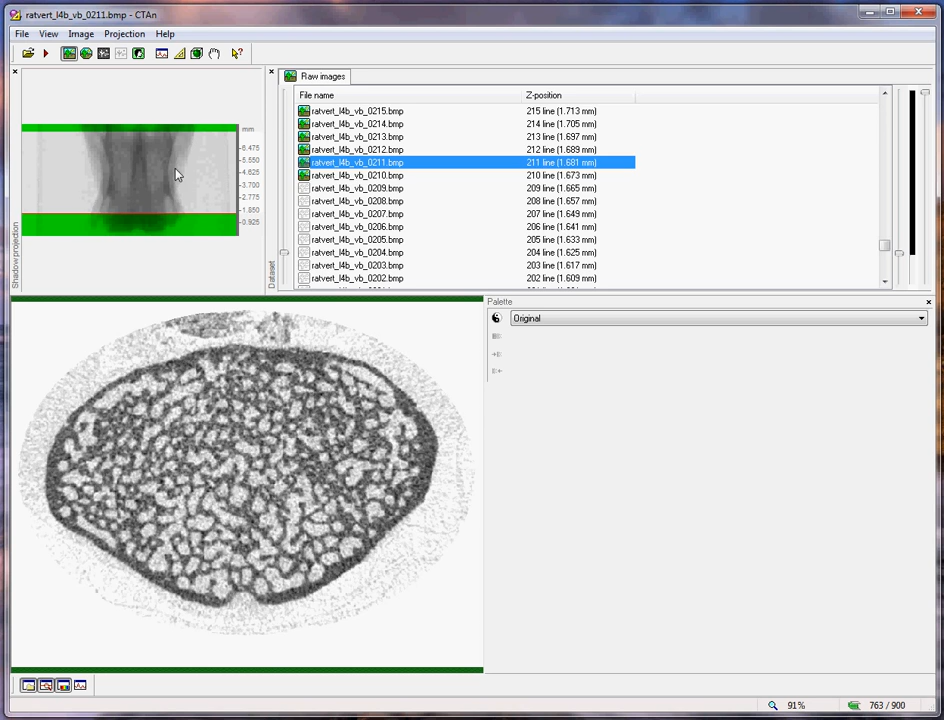 ratvert_l4b_vb_0211.bmp - CTAn
File View Image Projection Help
Raw images
File name Z-position
ratvert_l4b_vb_0215.bmp 215 line (1.713 mm)
ratvert_l4b_vb_0214.bmp 214 line (1.705 mm)
ratvert_l4b_vb_0213.bmp 213 line (1.697 mm)
ratvert_l4b_vb_0212.bmp 212 line (1.689 mm)
ratvert_l4b_vb_0211.bmp 211 line (1.681 mm)
ratvert_l4b_vb_0210.bmp 210 line (1.673 mm)
ratvert_l4b_vb_0209.bmp 209 line (1.665 mm)
ratvert_l4b_vb_0208.bmp 208 line (1.657 mm)
ratvert_l4b_vb_0207.bmp 207 line (1.649 mm)
ratvert_l4b_vb_0206.bmp 206 line (1.641 mm)
ratvert_l4b_vb_0205.bmp 205 line (1.633 mm)
ratvert_l4b_vb_0204.bmp 204 line (1.625 mm)
ratvert_l4b_vb_0203.bmp 203 line (1.617 mm)
ratvert_l4b_vb_0202.bmp 202 line (1.609 mm)
mm
6.475
5.550
4.625
3.700
2.775
1.850
0.925
Shadow projection
Dataset
Palette
Original
91% 763 / 900